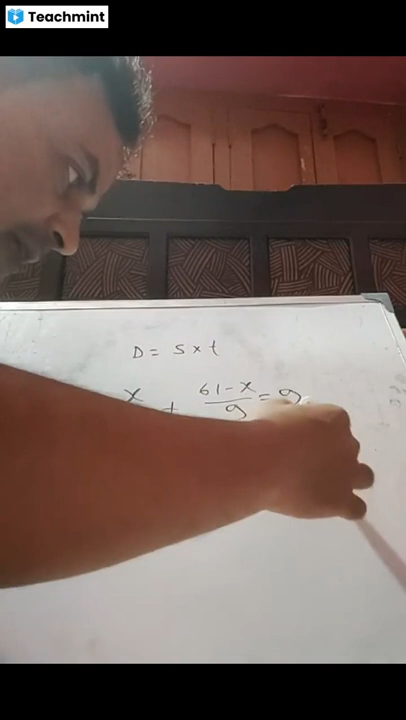 Teachmint
D = S x t
x + 61-x/9 = 9